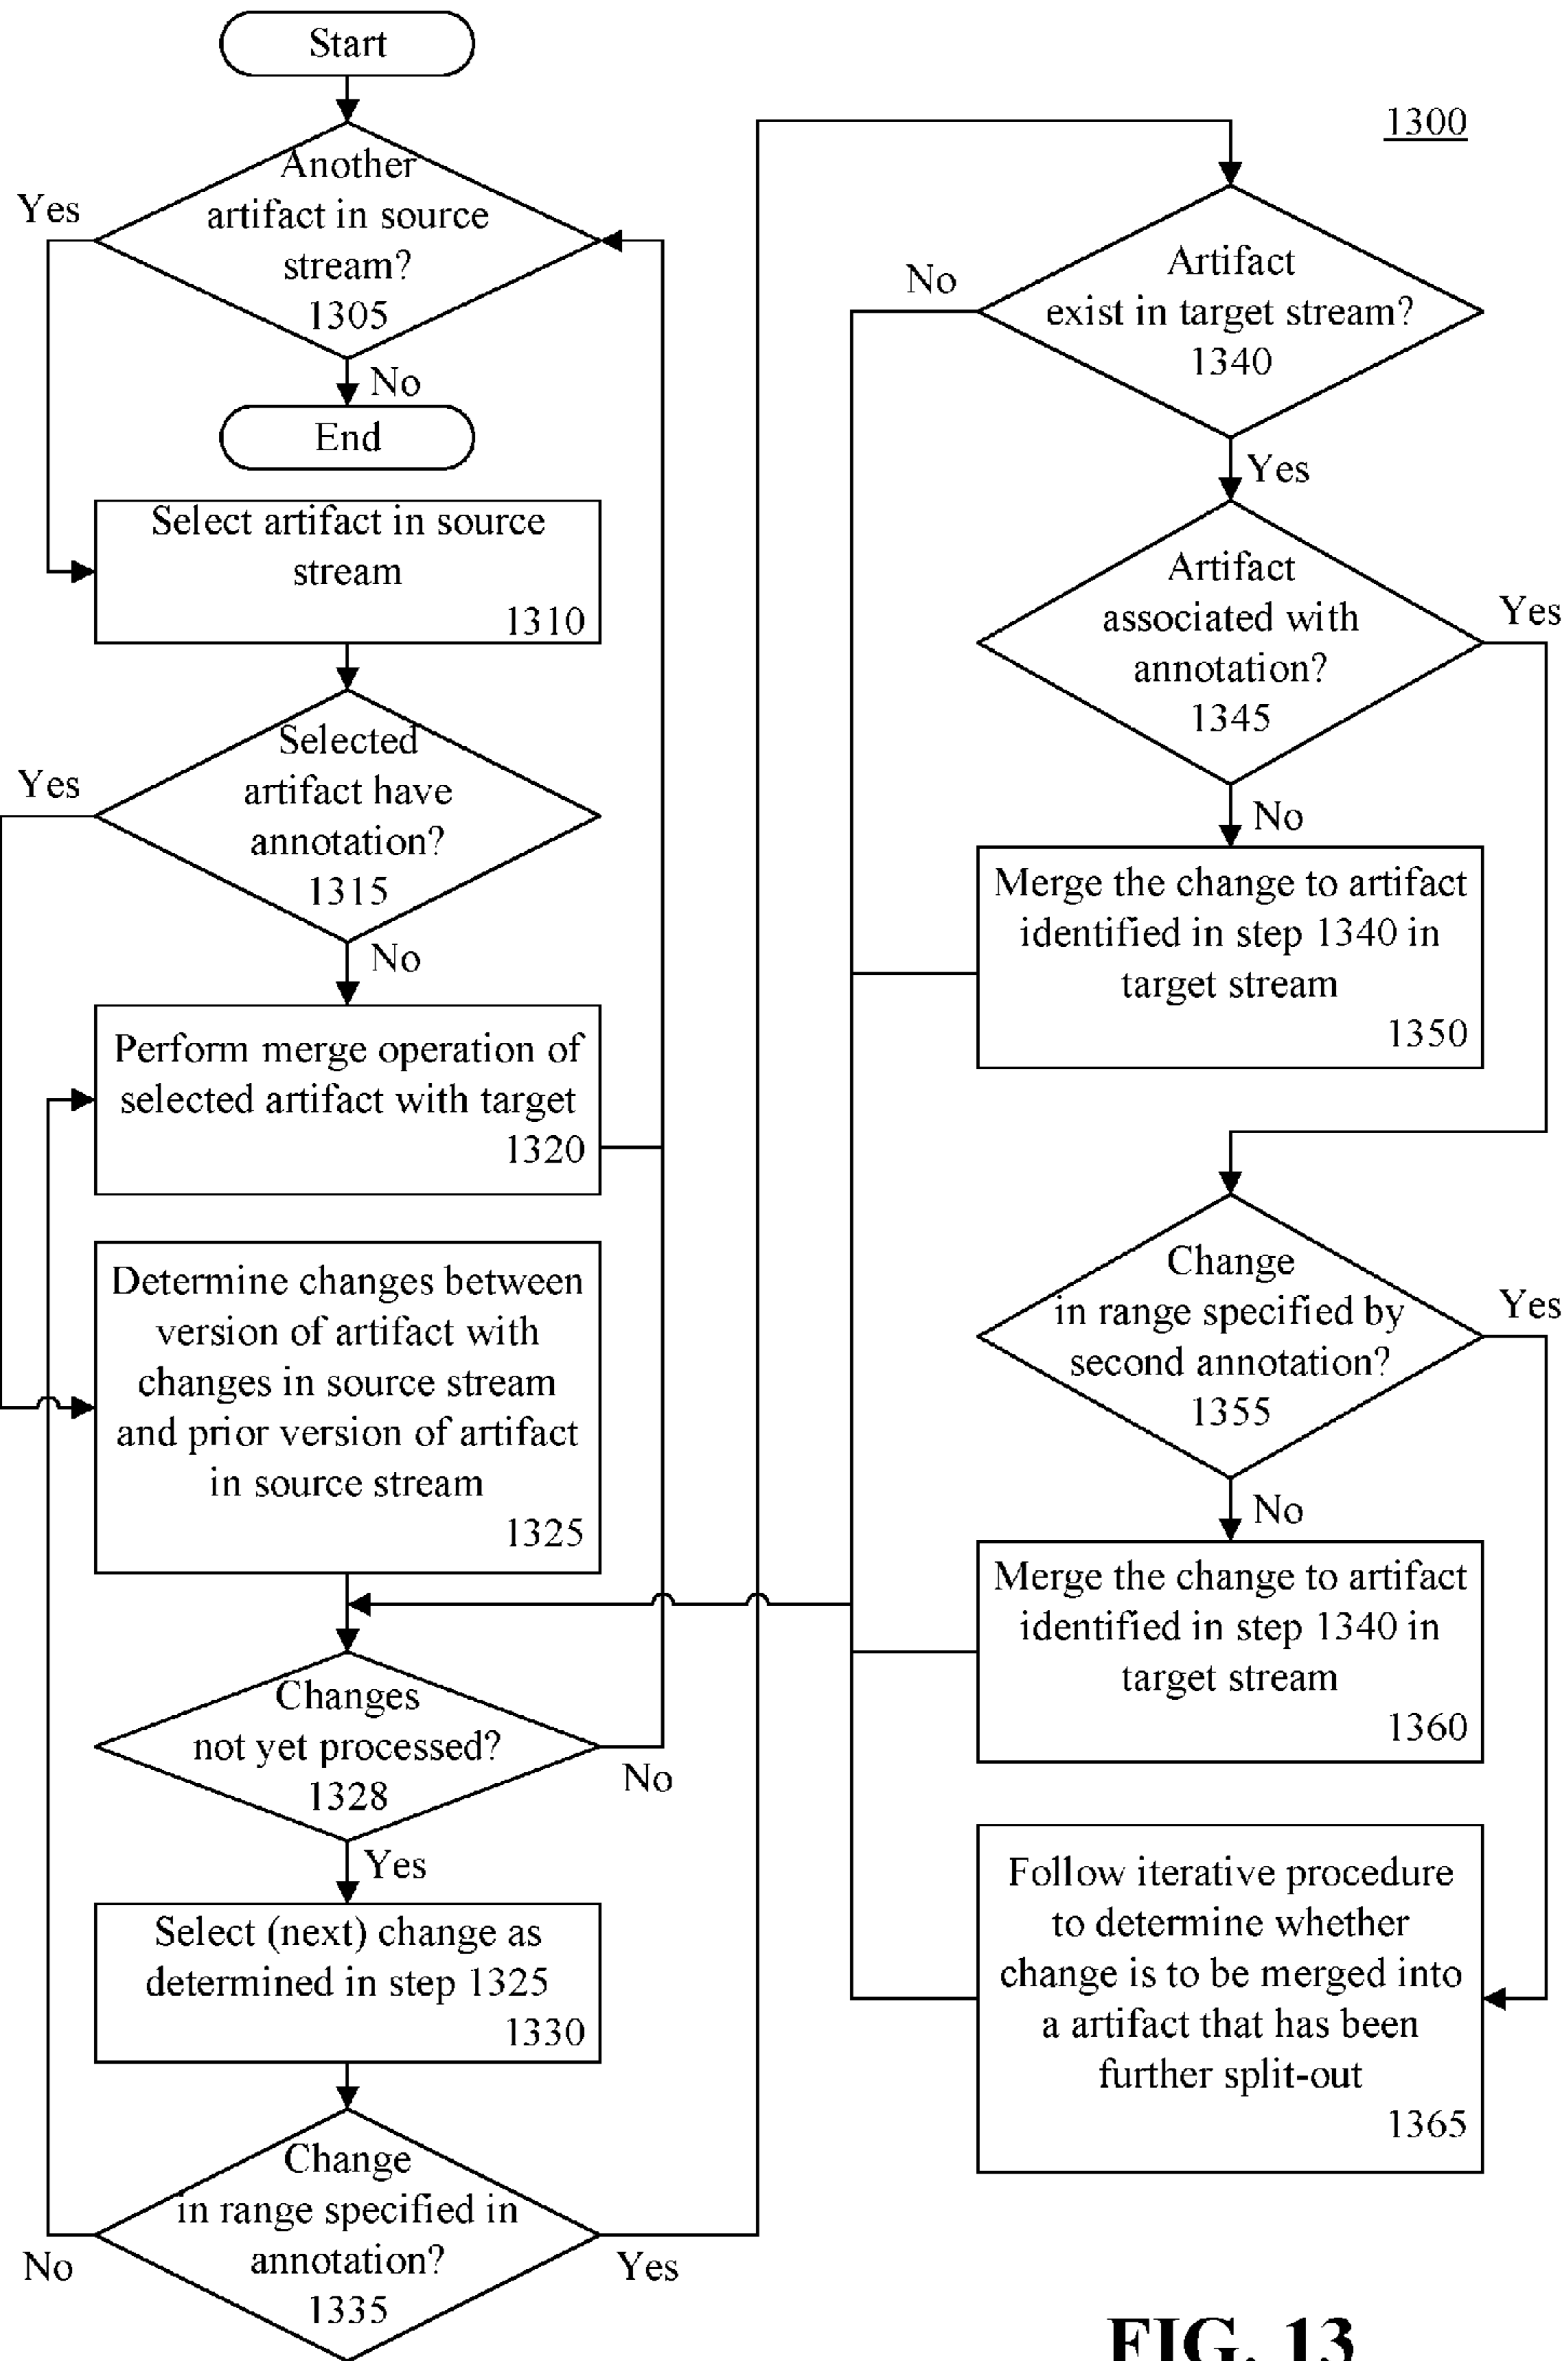 Start
Another
artifact in source
stream?
1305
Yes
No
End
Select artifact in source
stream
1310
Selected
artifact have
annotation?
1315
Yes
No
Perform merge operation of
selected artifact with target
1320
Determine changes between
version of artifact with
changes in source stream
and prior version of artifact
in source stream
1325
Changes
not yet processed?
1328
No
Yes
Select (next) change as
determined in step 1325
1330
Change
in range specified in
annotation?
1335
No
Yes
1300
Artifact
exist in target stream?
1340
No
Yes
Artifact
associated with
annotation?
1345
Yes
No
Merge the change to artifact
identified in step 1340 in
target stream
1350
Change
in range specified by
second annotation?
1355
Yes
No
Merge the change to artifact
identified in step 1340 in
target stream
1360
Follow iterative procedure
to determine whether
change is to be merged into
a artifact that has been
further split-out
1365
FIG. 13